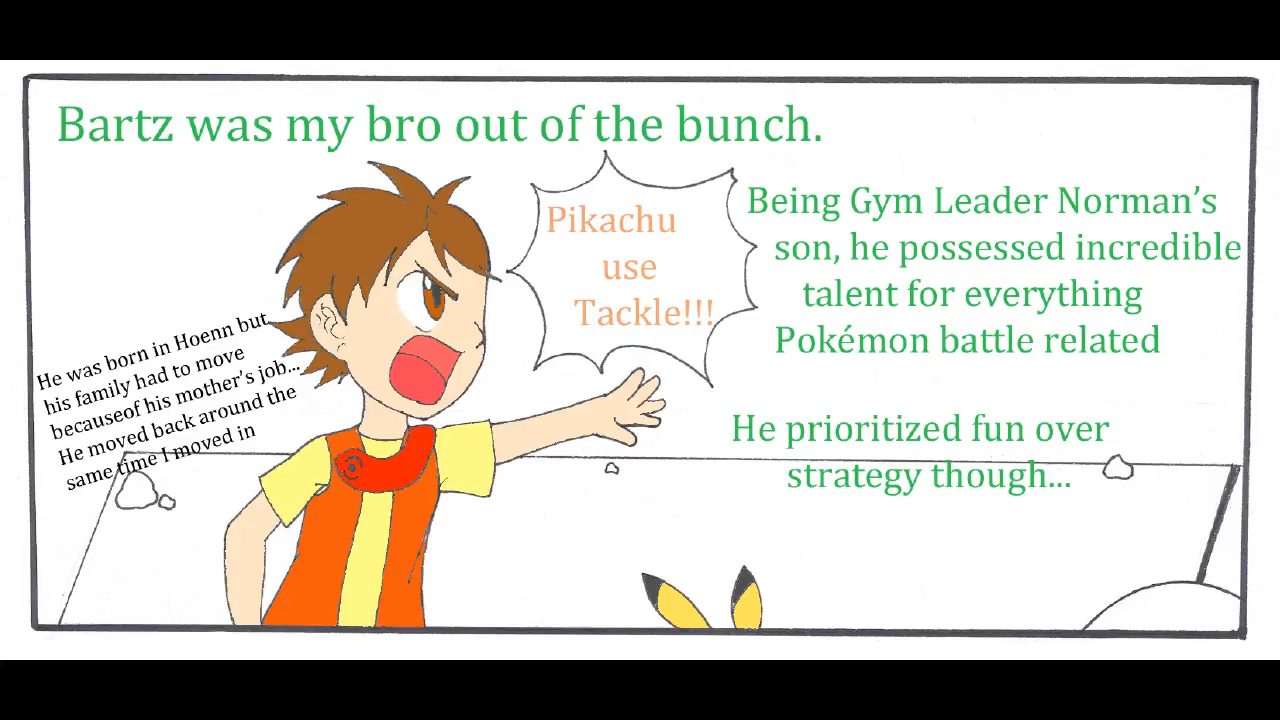 Bartz was my bro out of the bunch.
Pikachu
use
Tackle!!!
Being Gym Leader Norman’s
son, he possessed incredible
talent for everything
Pokémon battle related
He was born in Hoenn but
his family had to move
becauseof his mother’s job...
He moved back around the
same time I moved in
He prioritized fun over
strategy though...